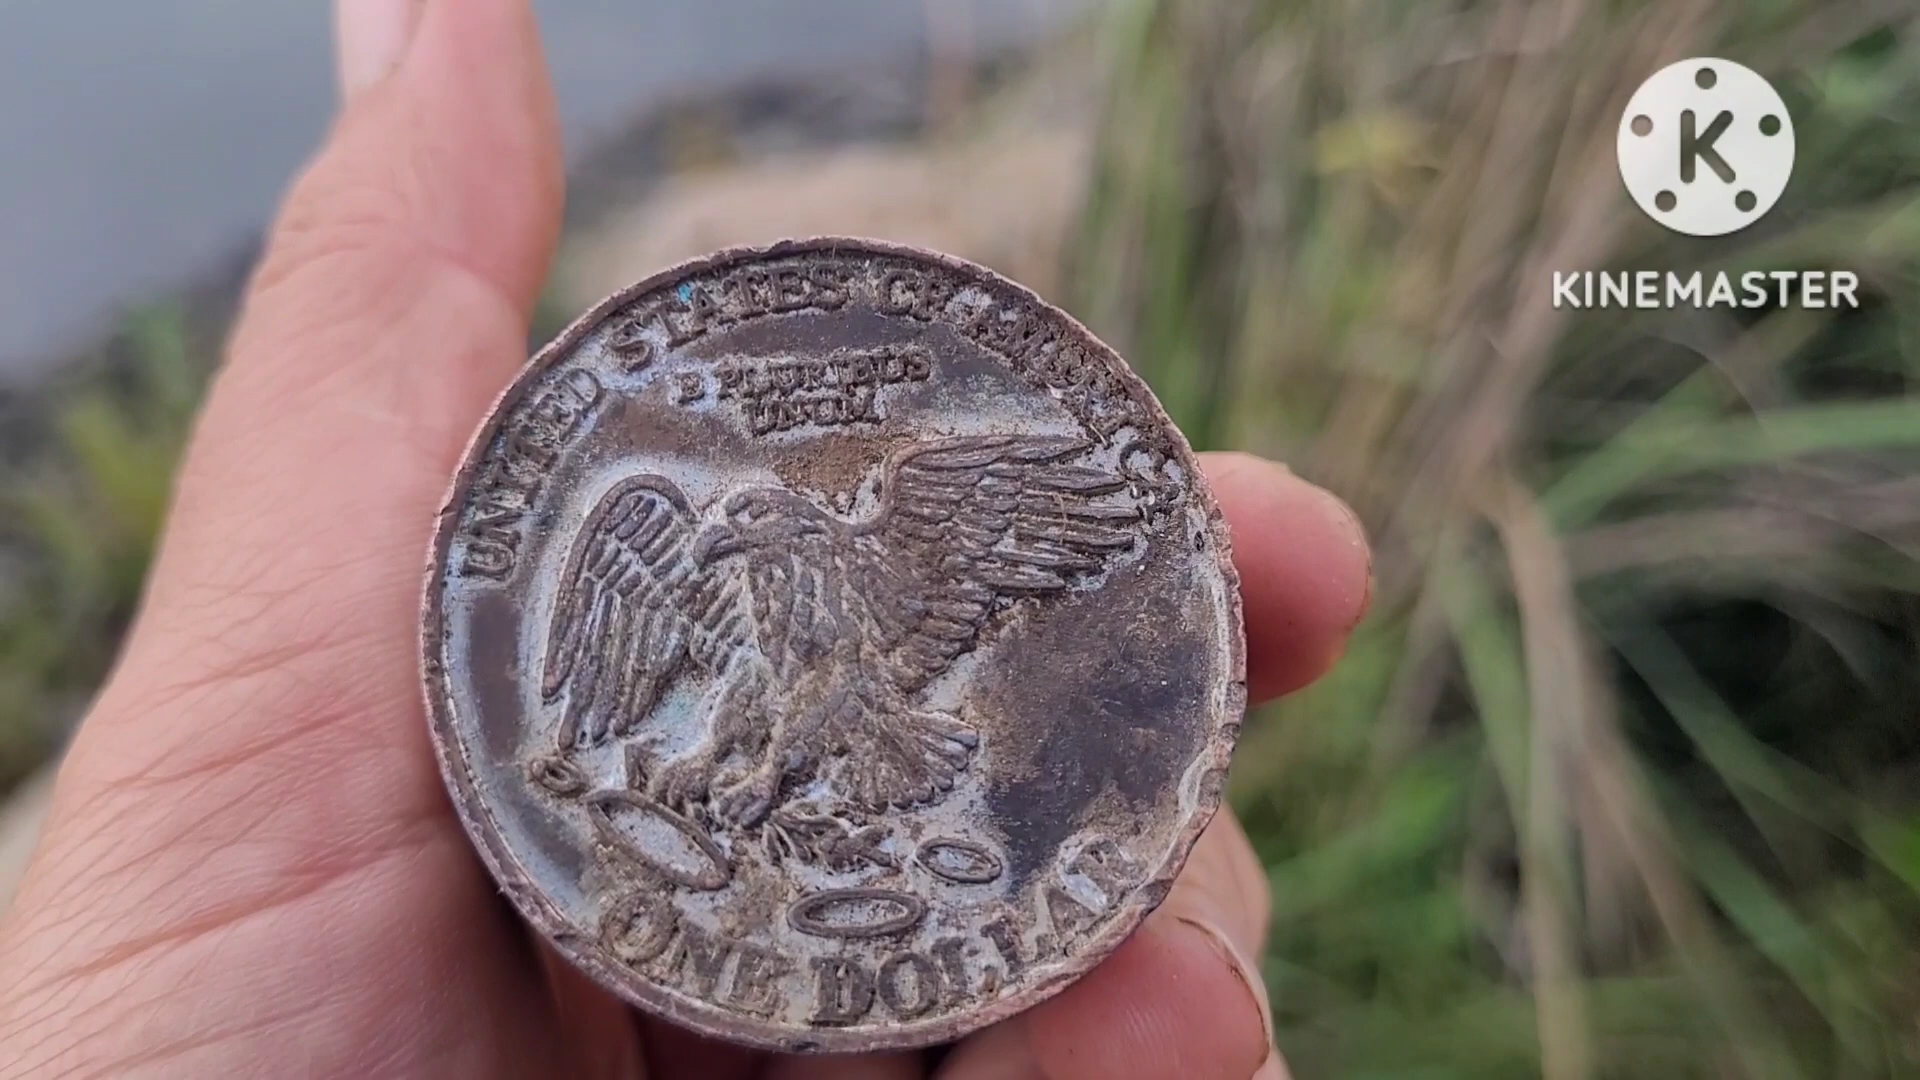 UNITED STATES OF AMERICA
E PLURIBUS
UNUM
ONE DOLLAR
K
KINEMASTER